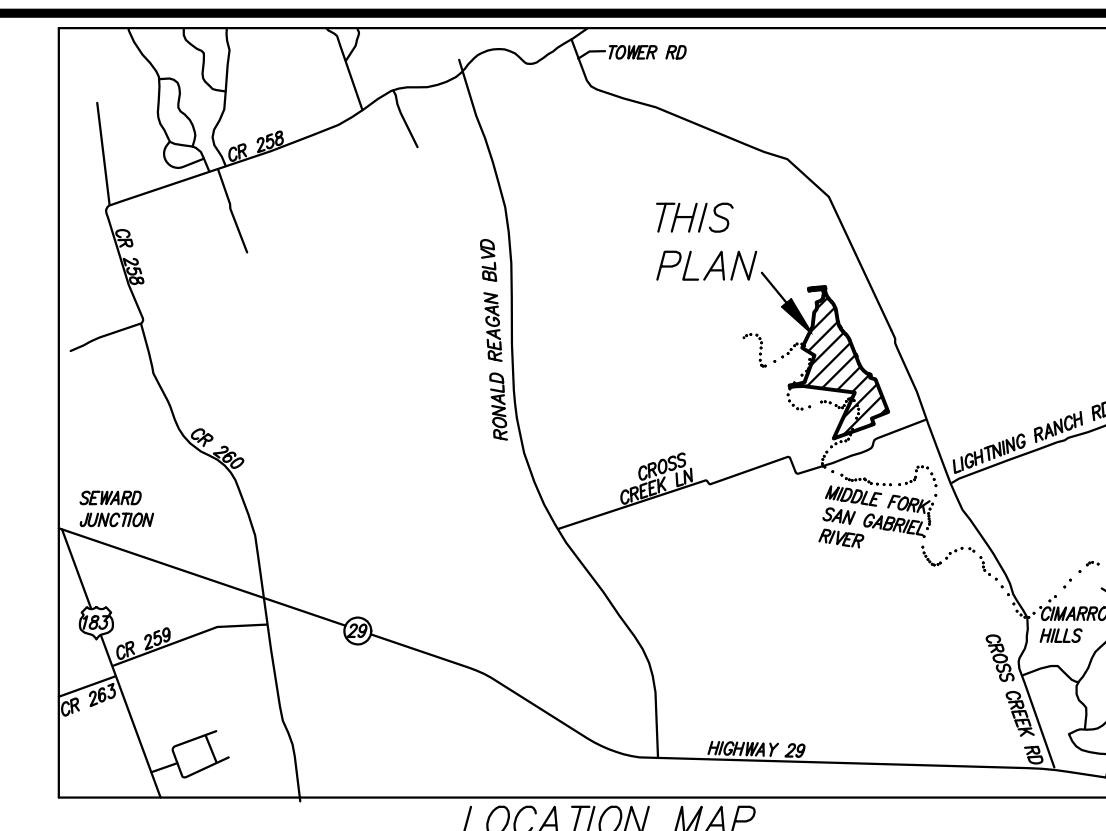 TOWER RD
CR 258
CR 258
THIS
PLAN
RONALD REAGAN BLVD
CR 260
CROSS
CREEK LN
LIGHTNING RANCH RD
SEWARD
JUNCTION
MIDDLE FORK
SAN GABRIEL
RIVER
183
29
CR 259
CR 263
CIMARRO
HILLS
CROSS CREEK RD
HIGHWAY 29
LOCATION MAP